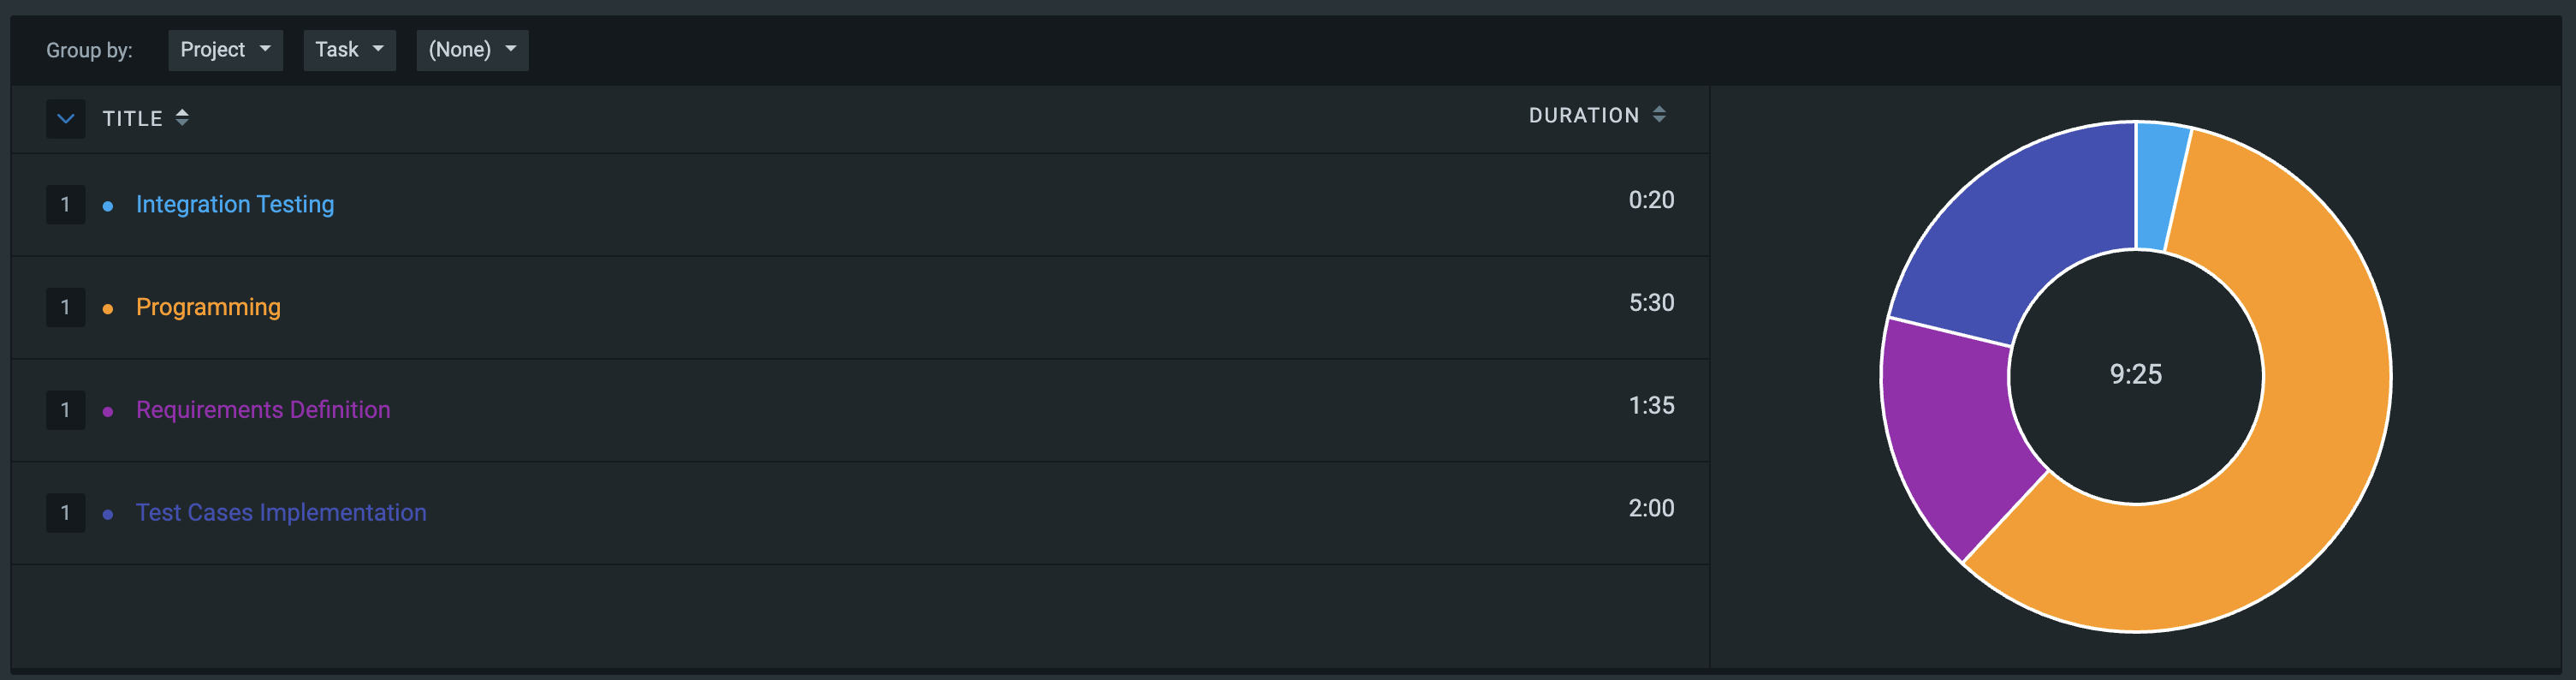 Group by: Project Task (None)
TITLE DURATION
1 Integration Testing 0:20
1 Programming 5:30
1 Requirements Definition 1:35
1 Test Cases Implementation 2:00
9:25